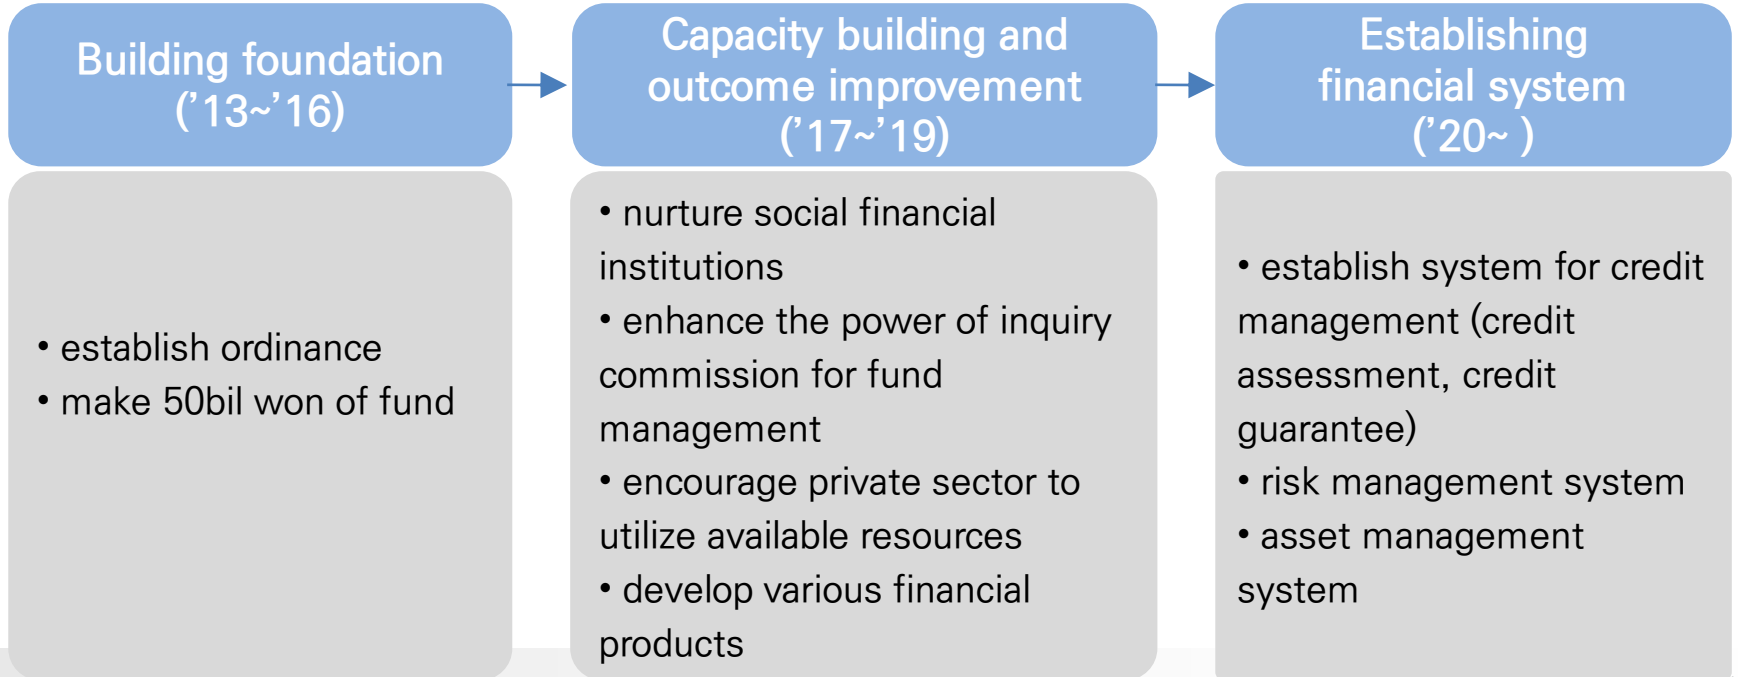 Building foundation
(’13~’16)
Capacity building and
outcome improvement
(’17~’19)
Establishing
financial system
(’20~ )
• establish ordinance
• make 50bil won of fund
• nurture social financial
institutions
• enhance the power of inquiry
commission for fund
management
• encourage private sector to
utilize available resources
• develop various financial
products
• establish system for credit
management (credit
assessment, credit
guarantee)
• risk management system
• asset management
system